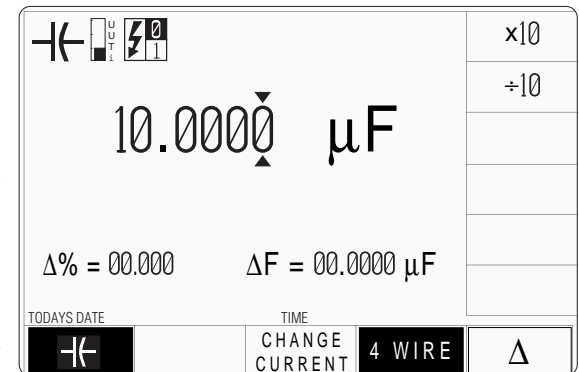 U
U
T
i
0
1
x10
÷10
10.0000 µF
Δ% = 00.000 ΔF = 00.0000 µF
TODAYS DATE TIME
CHANGE
CURRENT
4 WIRE
Δ